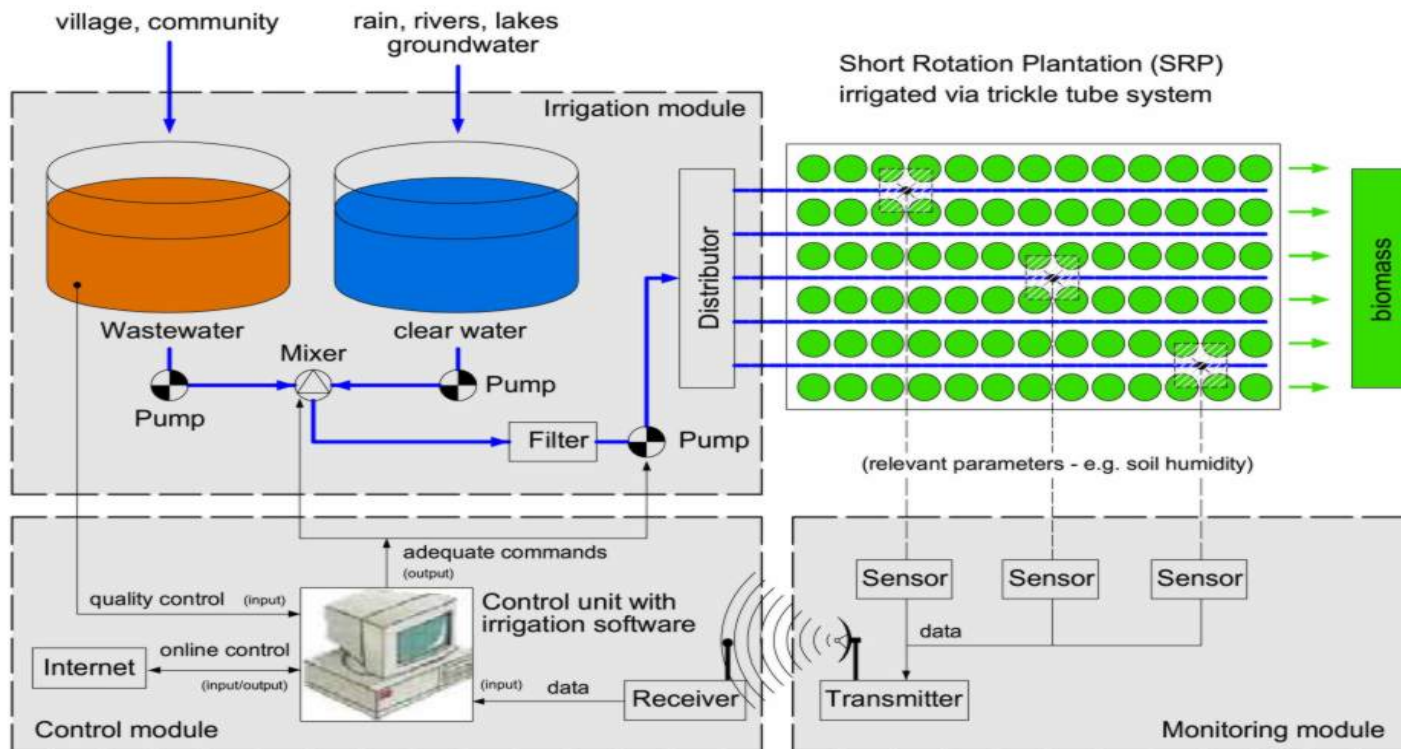 village, community
rain, rivers, lakes
groundwater
Short Rotation Plantation (SRP)
irrigated via trickle tube system
Irrigation module
Wastewater
clear water
Mixer
Pump
Pump
Filter
Pump
Distributor
biomass
(relevant parameters - e.g. soil humidity)
adequate commands
(output)
quality control (input)
Control unit with
irrigation software
Internet
online control
(input/output)
(input) data
Receiver
Control module
Sensor
Sensor
Sensor
data
Transmitter
Monitoring module